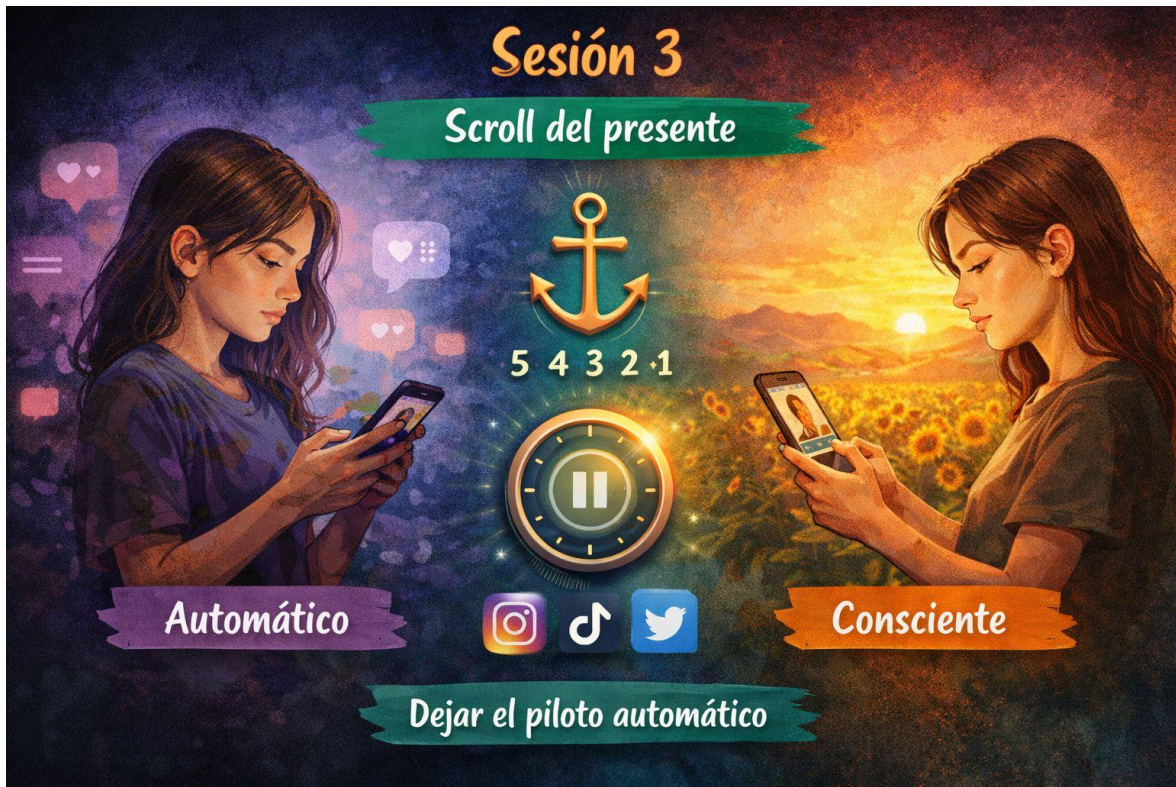 Sesión 3
Scroll del presente
5 4 3 2 1
Automático
Consciente
Dejar el piloto automático